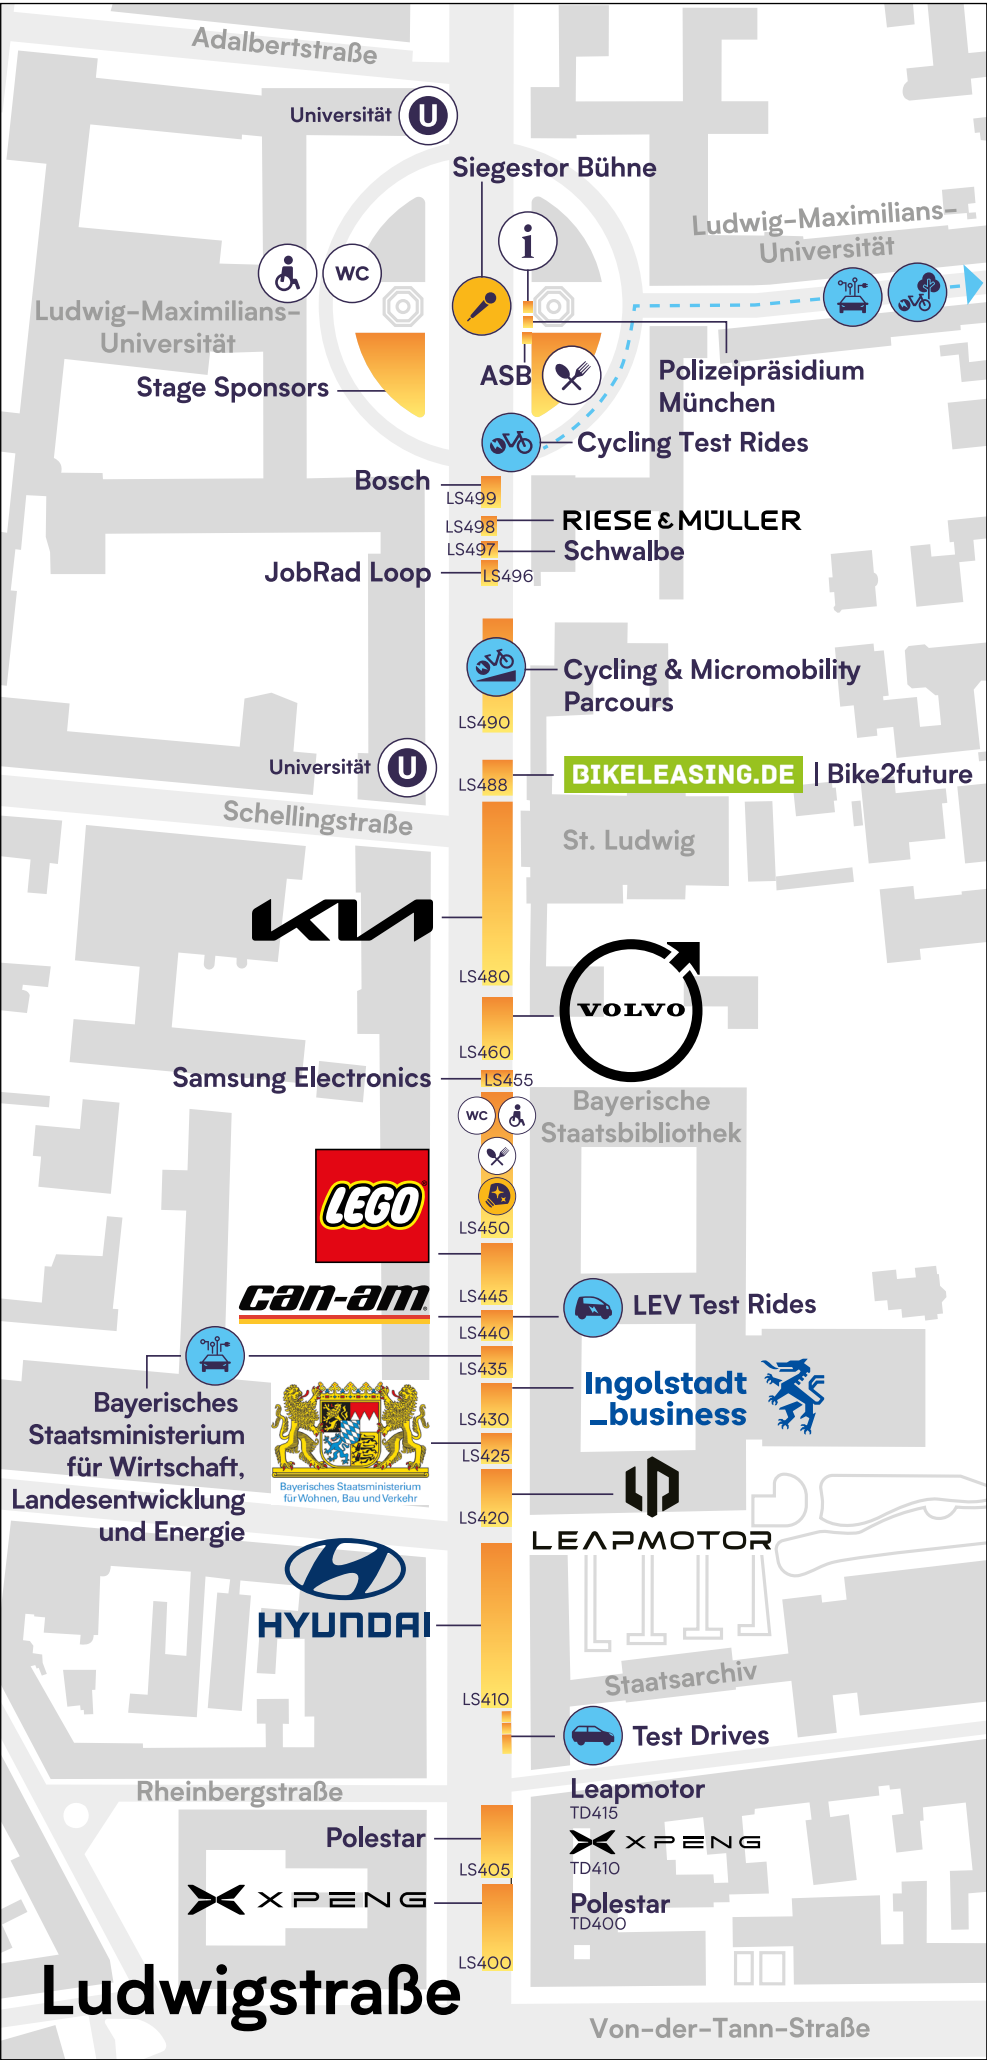 Adalbertstraße
Universität
U
Siegestor Bühne
Ludwig-Maximilians-
Universität
i
WC
Ludwig-Maximilians-
Universität
Stage Sponsors
ASB
Polizeipräsidium
München
Cycling Test Rides
Bosch
LS499
LS498
RIESE & MÜLLER
LS497
Schwalbe
JobRad Loop
LS496
Cycling & Micromobility
Parcours
LS490
Universität
U
LS488
BIKELEASING.DE | Bike2future
Schellingstraße
St. Ludwig
KIA
LS480
VOLVO
LS460
Samsung Electronics
LS455
Bayerische
Staatsbibliothek
WC
LEGO
LS450
LS445
can-am
LS440
LEV Test Rides
LS435
Bayerisches
Staatsministerium
für Wirtschaft,
Landesentwicklung
und Energie
Ingolstadt
_business
LS430
LS425
Bayerisches Staatsministerium
für Wohnen, Bau und Verkehr
LS420
LEAPMOTOR
HYUNDAI
LS410
Staatsarchiv
Test Drives
Rheinbergstraße
Leapmotor
TD415
XPENG
TD410
Polestar
TD400
Polestar
LS405
XPENG
LS400
Ludwigstraße
Von-der-Tann-Straße